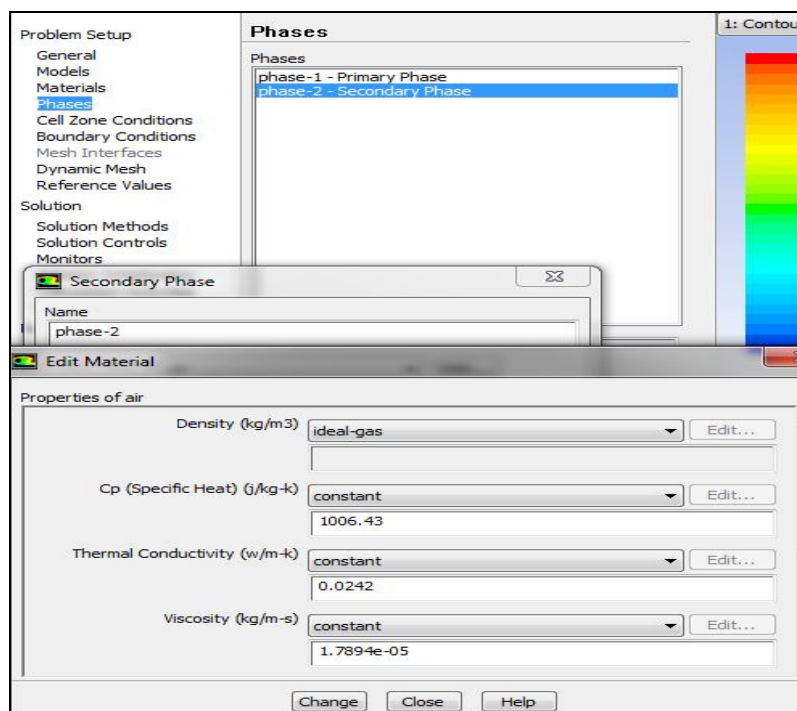 Problem Setup
General
Models
Materials
Phases
Cell Zone Conditions
Boundary Conditions
Mesh Interfaces
Dynamic Mesh
Reference Values
Solution
Solution Methods
Solution Controls
Monitors
Phases
Phases
phase-1 - Primary Phase
phase-2 - Secondary Phase
1: Contou
Secondary Phase
Name
phase-2
Edit Material
Properties of air
Density (kg/m3) ideal-gas Edit...
Cp (Specific Heat) (j/kg-k) constant Edit...
1006.43
Thermal Conductivity (w/m-k) constant Edit...
0.0242
Viscosity (kg/m-s) constant Edit...
1.7894e-05
Change Close Help